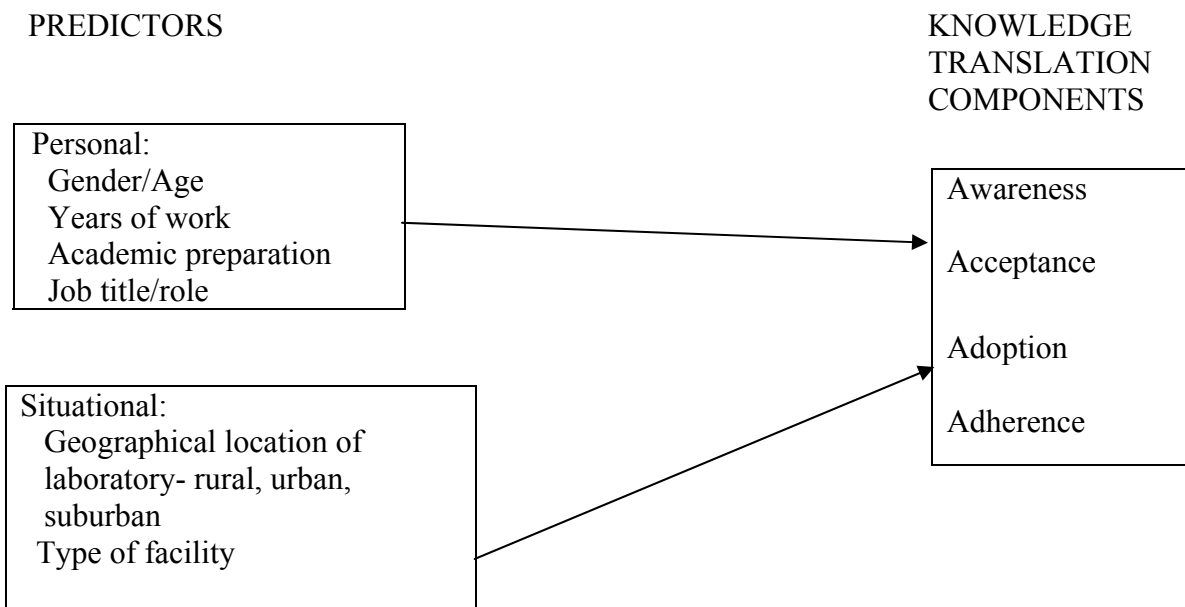 PREDICTORS
KNOWLEDGE
TRANSLATION
COMPONENTS
Personal:
Gender/Age
Years of work
Academic preparation
Job title/role
Awareness
Acceptance
Adoption
Adherence
Situational:
Geographical location of
laboratory- rural, urban,
suburban
Type of facility